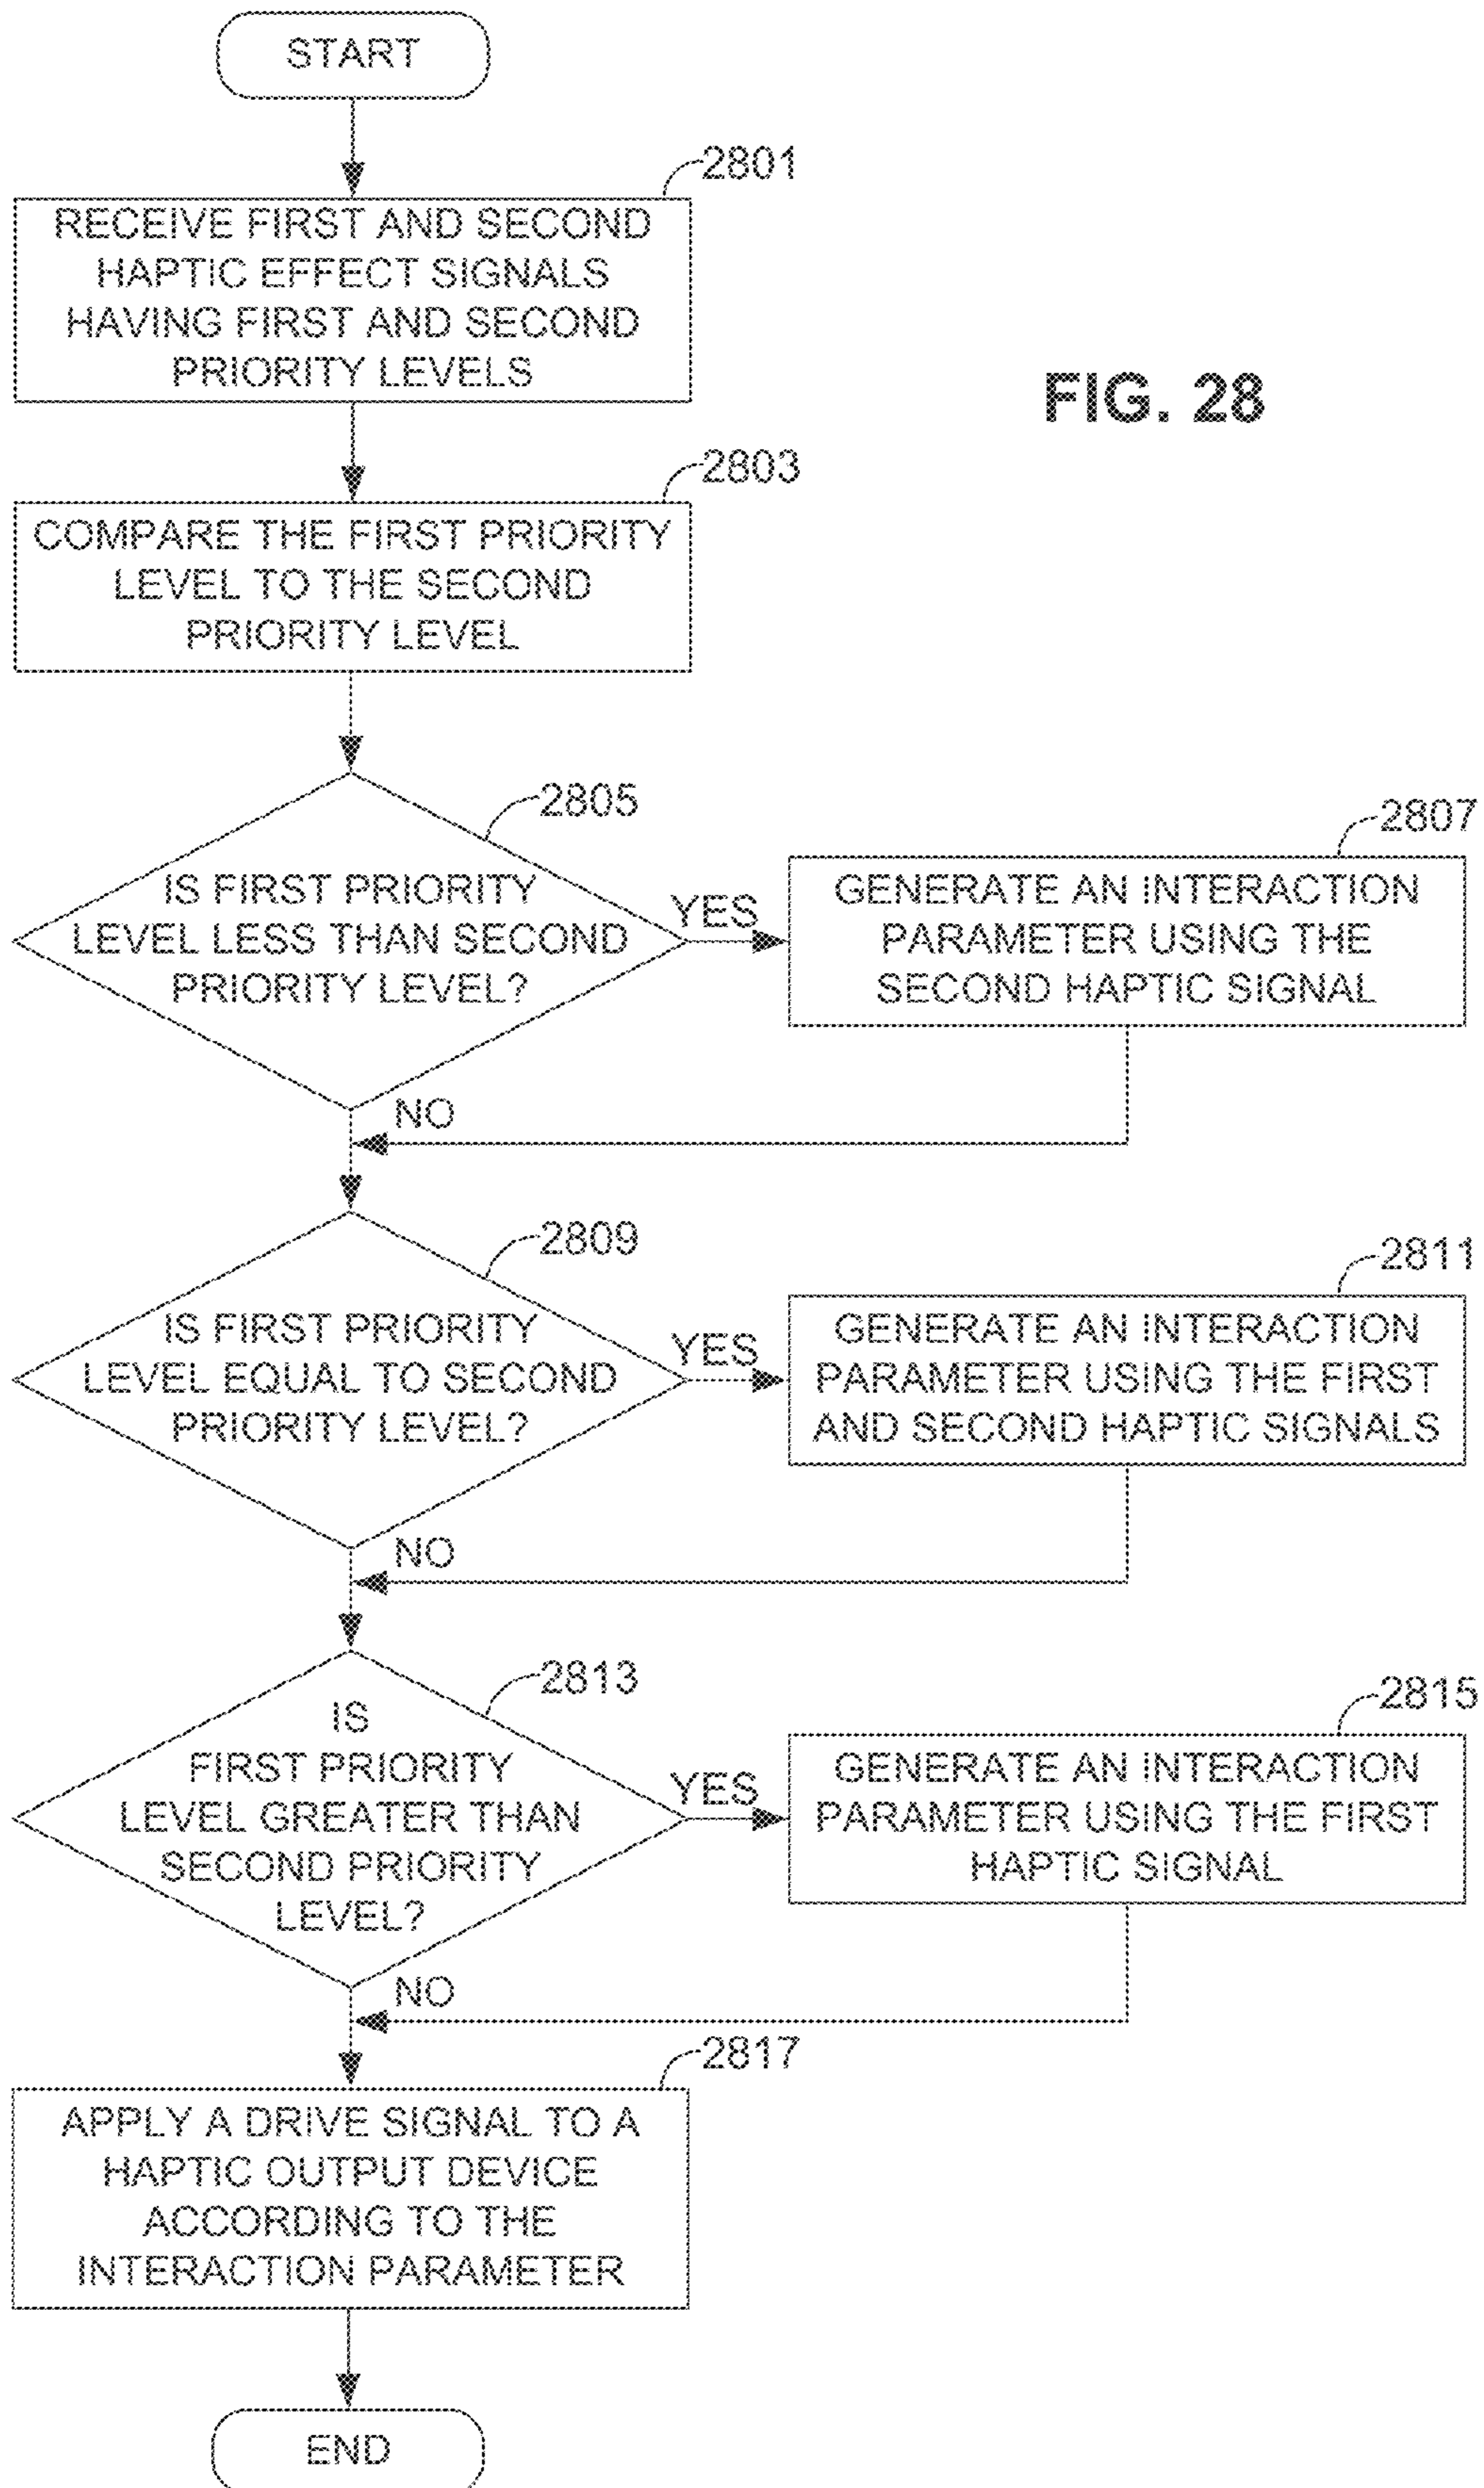 START
2801
RECEIVE FIRST AND SECOND
HAPTIC EFFECT SIGNALS
HAVING FIRST AND SECOND
PRIORITY LEVELS
FIG. 28
2803
COMPARE THE FIRST PRIORITY
LEVEL TO THE SECOND
PRIORITY LEVEL
2805
IS FIRST PRIORITY
LEVEL LESS THAN SECOND
PRIORITY LEVEL?
YES
2807
GENERATE AN INTERACTION
PARAMETER USING THE
SECOND HAPTIC SIGNAL
NO
2809
IS FIRST PRIORITY
LEVEL EQUAL TO SECOND
PRIORITY LEVEL?
YES
2811
GENERATE AN INTERACTION
PARAMETER USING THE FIRST
AND SECOND HAPTIC SIGNALS
NO
2813
IS
FIRST PRIORITY
LEVEL GREATER THAN
SECOND PRIORITY
LEVEL?
YES
2815
GENERATE AN INTERACTION
PARAMETER USING THE FIRST
HAPTIC SIGNAL
NO
2817
APPLY A DRIVE SIGNAL TO A
HAPTIC OUTPUT DEVICE
ACCORDING TO THE
INTERACTION PARAMETER
END